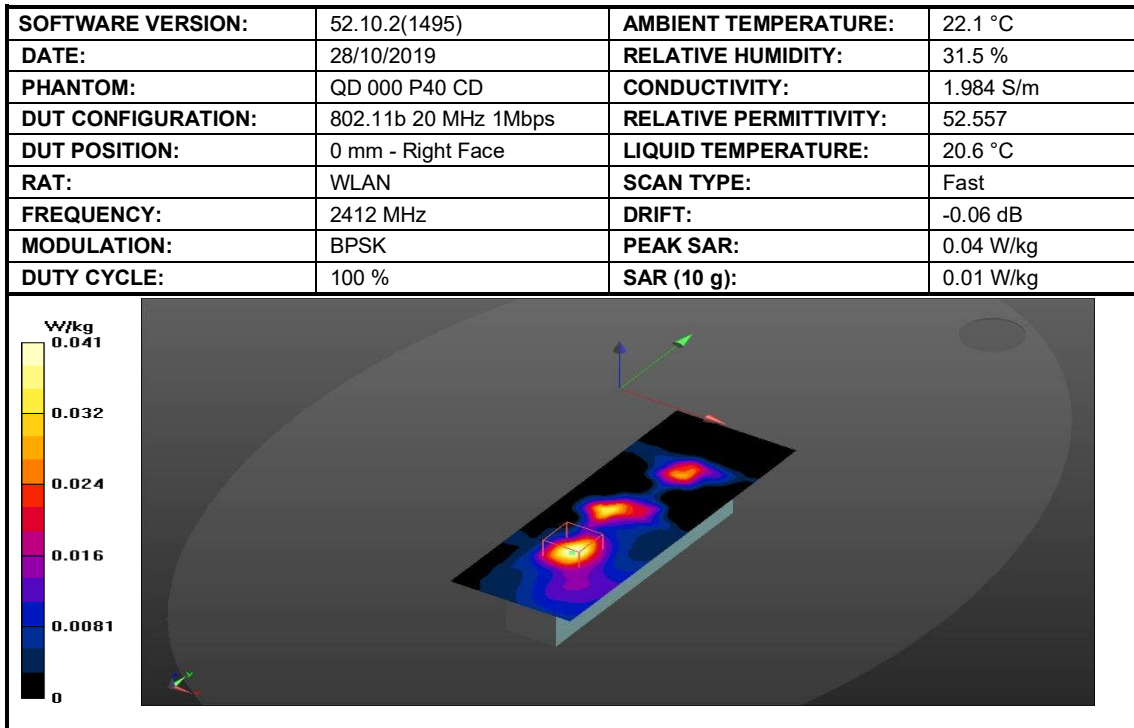 SOFTWARE VERSION: 52.10.2(1495) AMBIENT TEMPERATURE: 22.1 °C
DATE: 28/10/2019 RELATIVE HUMIDITY: 31.5 %
PHANTOM: QD 000 P40 CD CONDUCTIVITY: 1.984 S/m
DUT CONFIGURATION: 802.11b 20 MHz 1Mbps RELATIVE PERMITTIVITY: 52.557
DUT POSITION: 0 mm - Right Face LIQUID TEMPERATURE: 20.6 °C
RAT: WLAN SCAN TYPE: Fast
FREQUENCY: 2412 MHz DRIFT: -0.06 dB
MODULATION: BPSK PEAK SAR: 0.04 W/kg
DUTY CYCLE: 100 % SAR (10 g): 0.01 W/kg
W/kg
0.041
0.032
0.024
0.016
0.0081
0